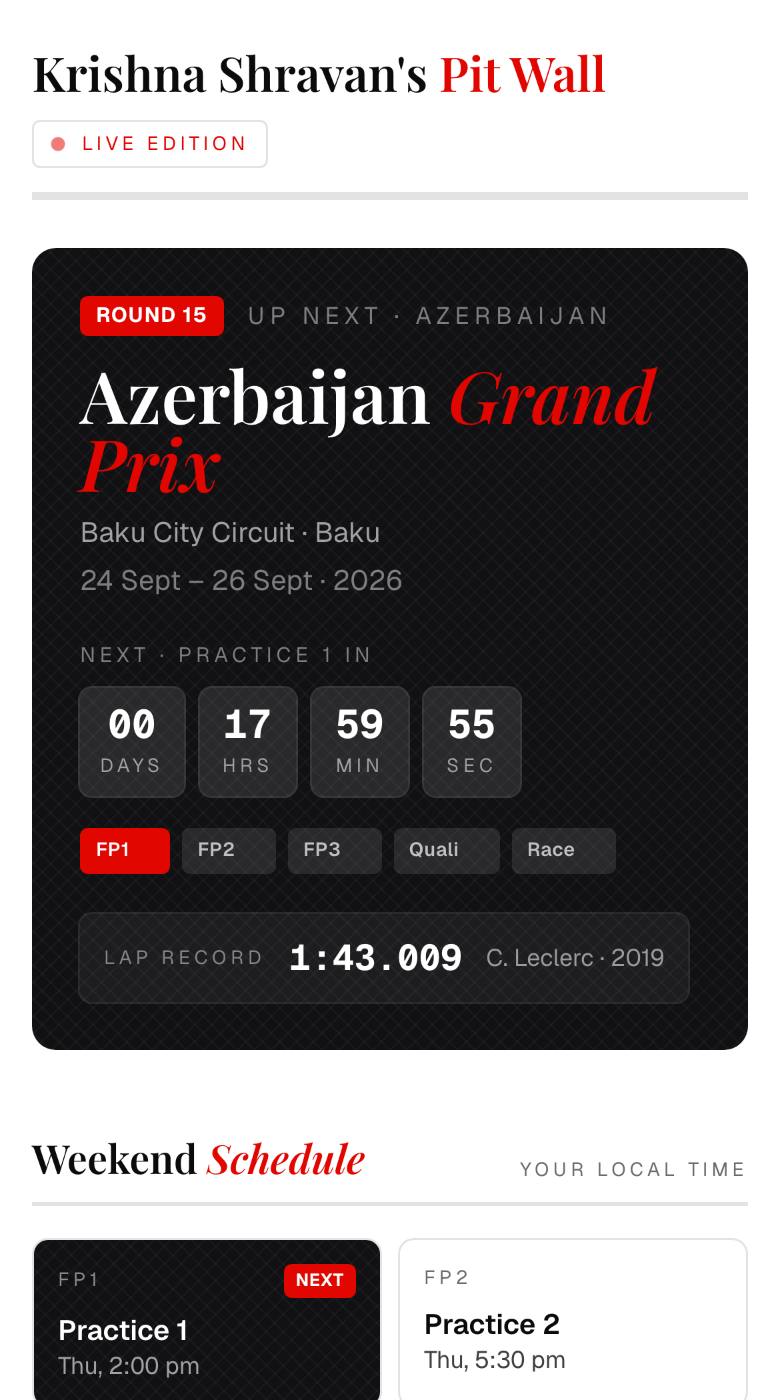 Krishna Shravan's Pit Wall
LIVE EDITION
ROUND 15 UP NEXT · AZERBAIJAN
Azerbaijan Grand
Prix
Baku City Circuit · Baku
24 Sept – 26 Sept · 2026
NEXT · PRACTICE 1 IN
00 17 59 55
DAYS HRS MIN SEC
FP1 FP2 FP3 Quali Race
LAP RECORD 1:43.009 C. Leclerc · 2019
Weekend Schedule YOUR LOCAL TIME
FP1 NEXT FP2
Practice 1 Practice 2
Thu, 2:00 pm Thu, 5:30 pm